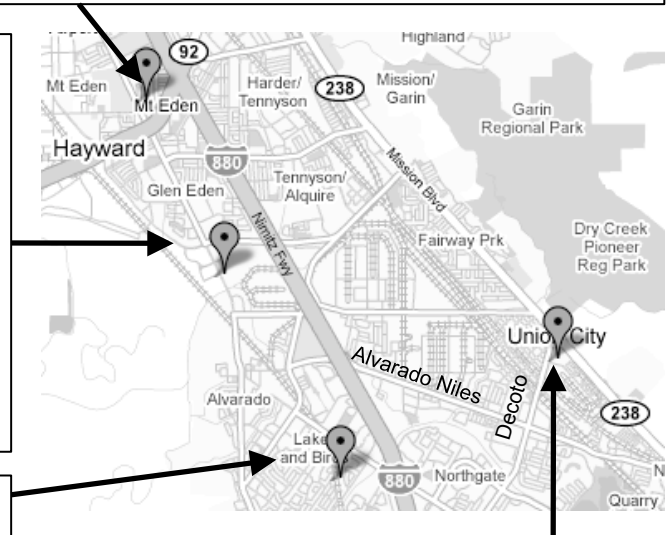 Highland
92
Mt Eden
Harder/
Tennyson
238
Mission/
Garin
Garin
Regional Park
Mt Eden
Hayward
880
Mission Blvd
Glen Eden
Tennyson/
Alquire
Nimitz Fwy
Fairway Prk
Dry Creek
Pioneer
Reg Park
Union City
Alvarado Niles
Alvarado
Decoto
238
Lake
and Bir
880
Northgate
N
Quarry